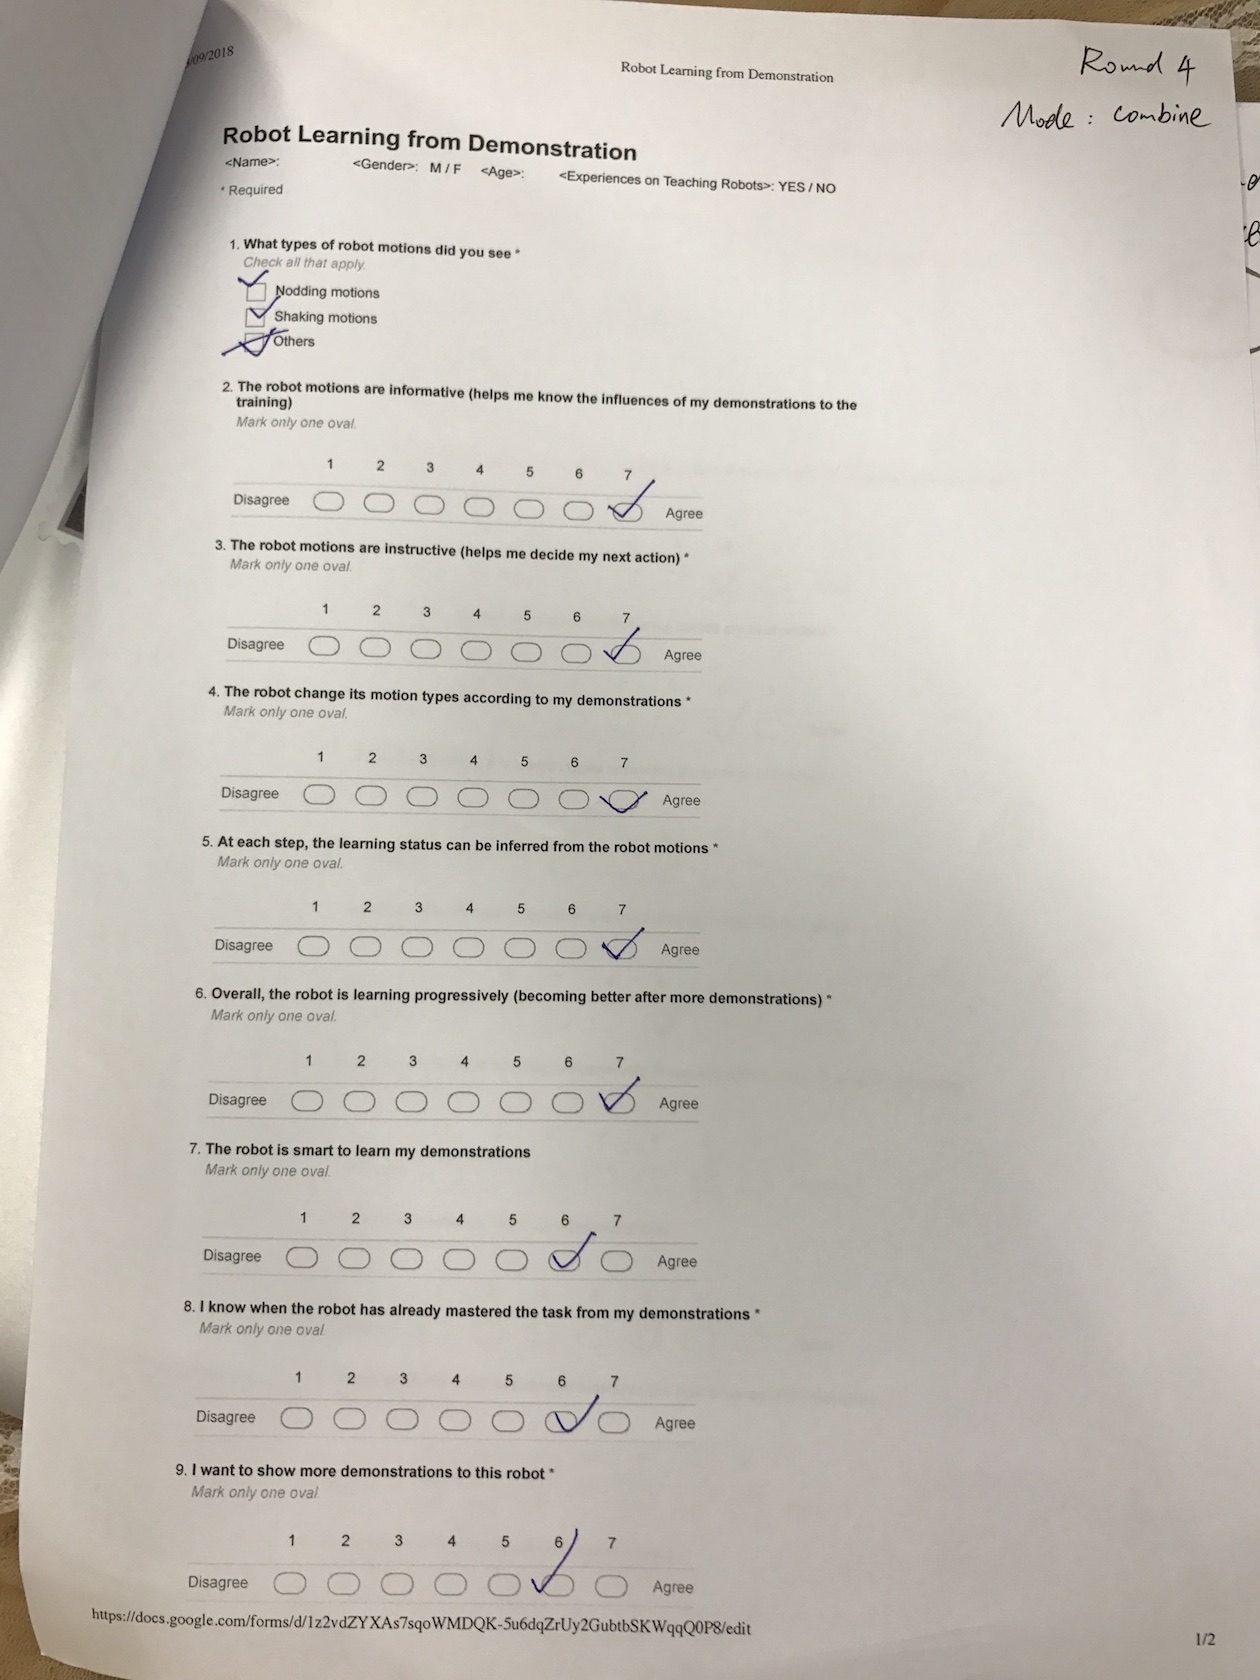 /09/2018
Robot Learning from Demonstration
Round 4
Mode : combine
Robot Learning from Demonstration
<Name>: <Gender>: M / F <Age>: <Experiences on Teaching Robots>: YES / NO
* Required
1. What types of robot motions did you see *
Check all that apply.
Nodding motions
Shaking motions
Others
2. The robot motions are informative (helps me know the influences of my demonstrations to the
training)
Mark only one oval.
1 2 3 4 5 6 7
Disagree Agree
3. The robot motions are instructive (helps me decide my next action) *
Mark only one oval.
1 2 3 4 5 6 7
Disagree Agree
4. The robot change its motion types according to my demonstrations *
Mark only one oval.
1 2 3 4 5 6 7
Disagree Agree
5. At each step, the learning status can be inferred from the robot motions *
Mark only one oval.
1 2 3 4 5 6 7
Disagree Agree
6. Overall, the robot is learning progressively (becoming better after more demonstrations) *
Mark only one oval.
1 2 3 4 5 6 7
Disagree Agree
7. The robot is smart to learn my demonstrations
Mark only one oval.
1 2 3 4 5 6 7
Disagree Agree
8. I know when the robot has already mastered the task from my demonstrations *
Mark only one oval.
1 2 3 4 5 6 7
Disagree Agree
9. I want to show more demonstrations to this robot *
Mark only one oval.
1 2 3 4 5 6 7
Disagree Agree
https://docs.google.com/forms/d/1z2vdZYXAs7sqoWMDQK-5u6dqZrUy2GubtbSKWqqQ0P8/edit
1/2